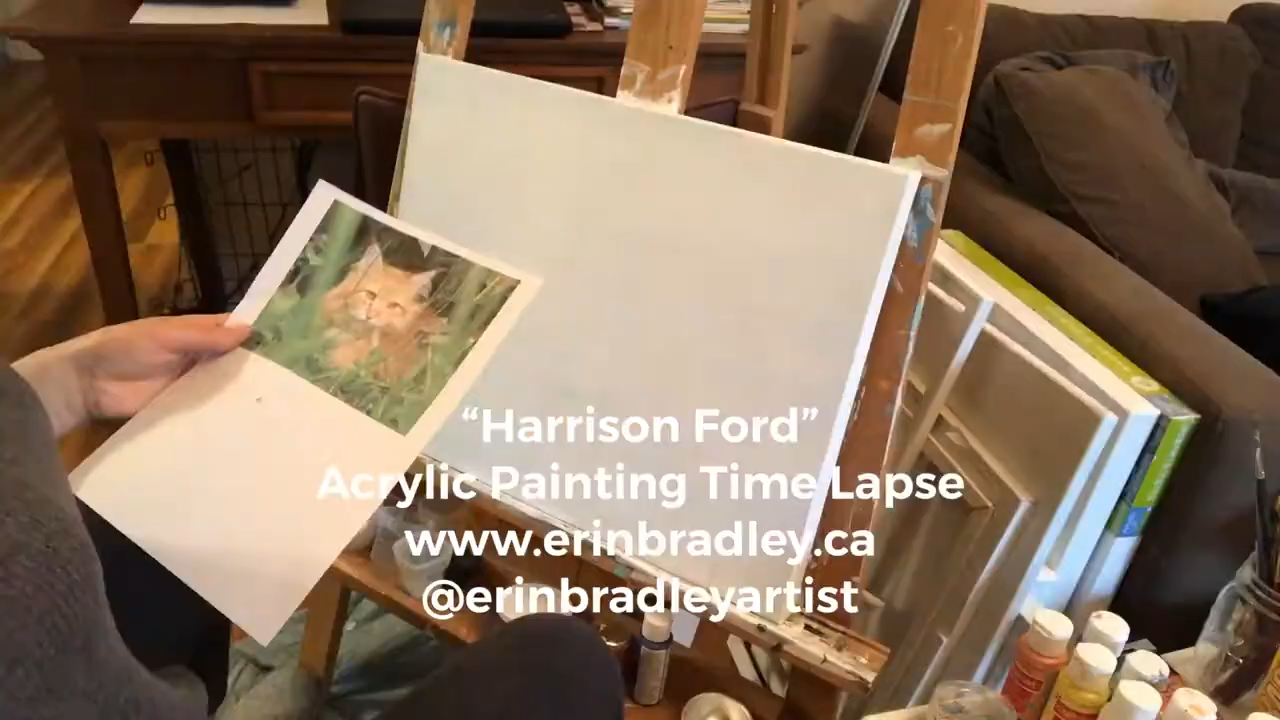 “Harrison Ford”
Acrylic Painting Time Lapse
www.erinbradley.ca
@erinbradleyartist